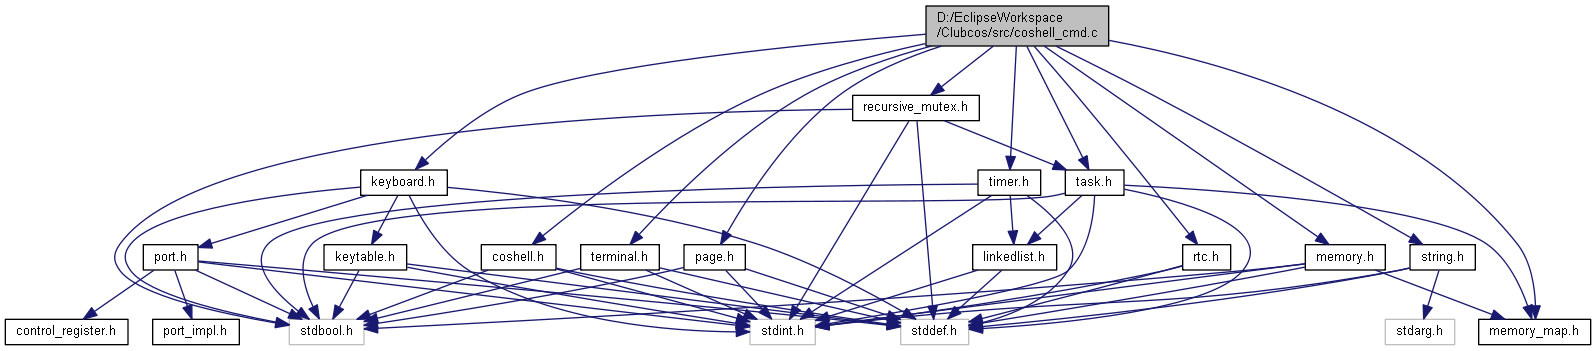 D:/EclipseWorkspace
/Clubcos/src/coshell_cmd.c
recursive_mutex.h
keyboard.h
timer.h
task.h
port.h
keytable.h
coshell.h
terminal.h
page.h
linkedlist.h
rtc.h
memory.h
string.h
control_register.h
port_impl.h
stdbool.h
stdint.h
stddef.h
stdarg.h
memory_map.h